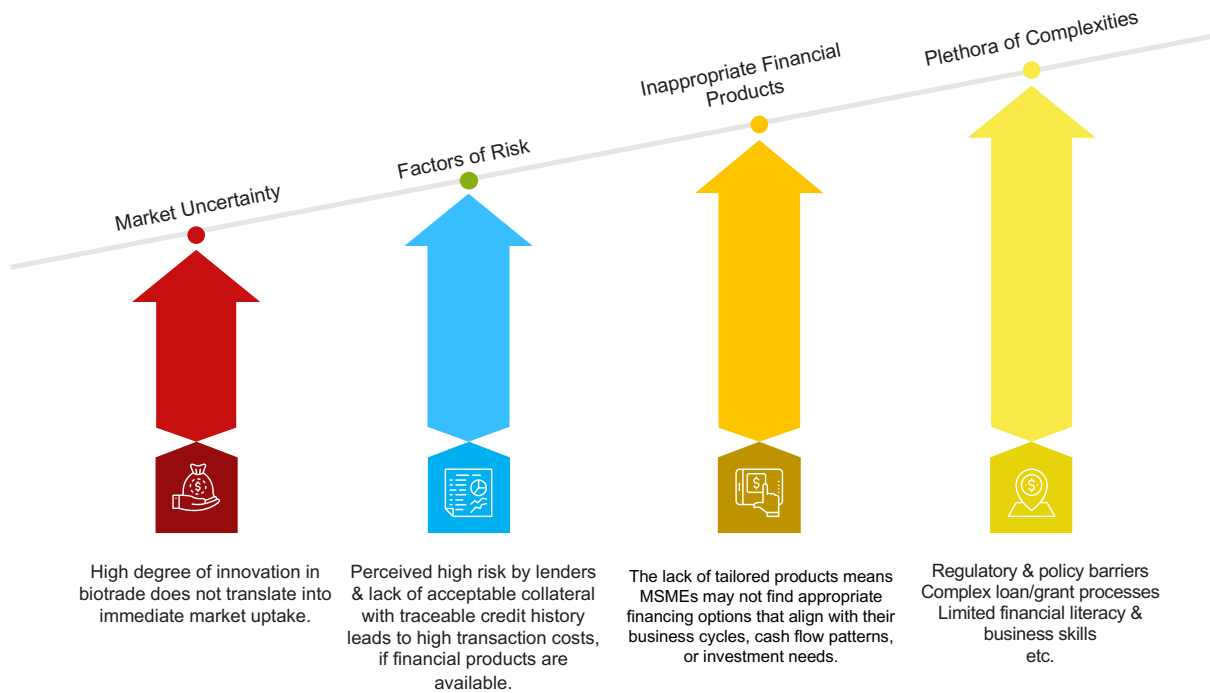 Market Uncertainty
Factors of Risk
Inappropriate Financial
Products
Plethora of Complexities
$
$
$
High degree of innovation in
biotrade does not translate into
immediate market uptake.
Perceived high risk by lenders
& lack of acceptable collateral
with traceable credit history
leads to high transaction costs,
if financial products are
available.
The lack of tailored products means
MSMEs may not find appropriate
financing options that align with their
business cycles, cash flow patterns,
or investment needs.
Regulatory & policy barriers
Complex loan/grant processes
Limited financial literacy &
business skills
etc.